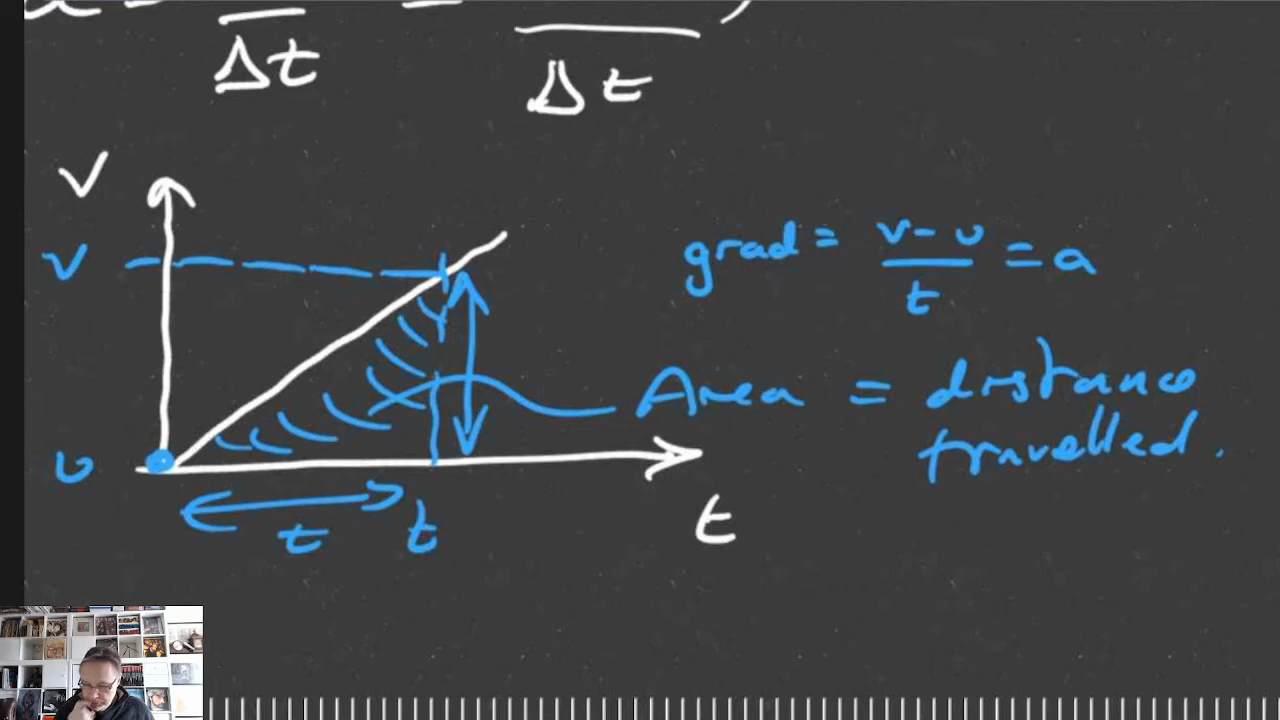 Δt
Δt
V
v
grad = v - u / t = a
Area = distance
travelled.
u
t
t
t